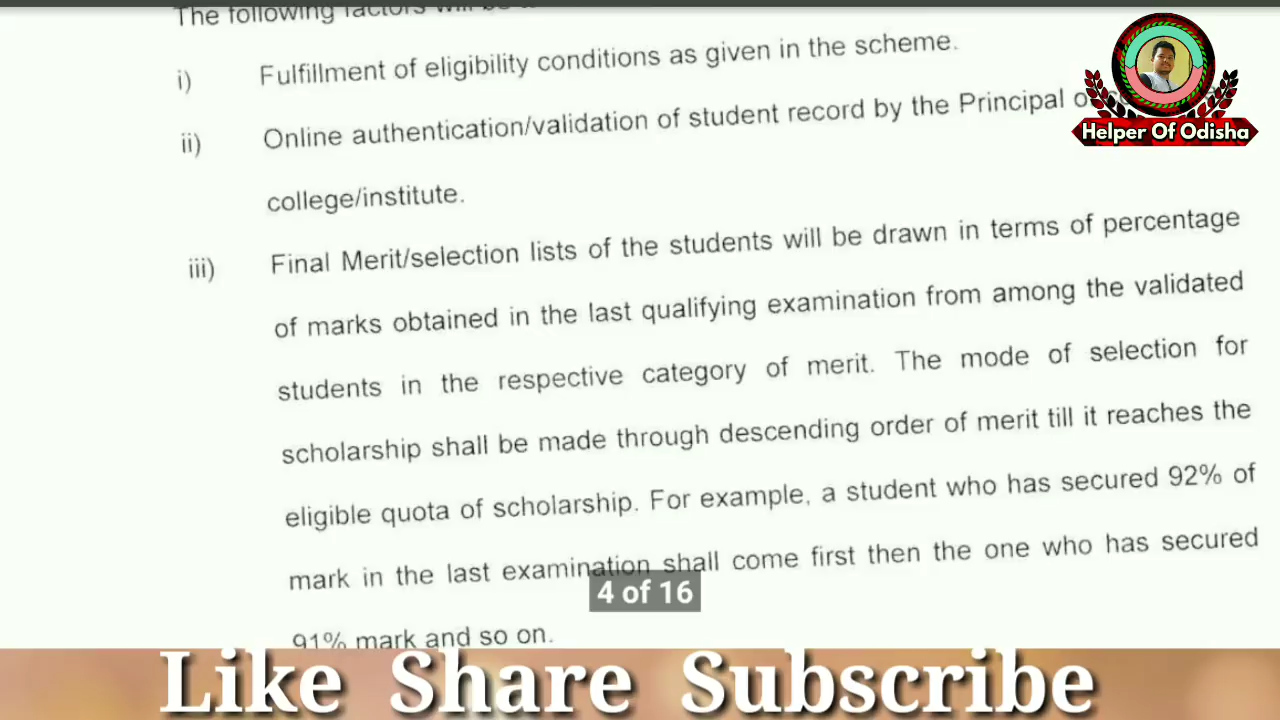 The following factors will be
i) Fulfillment of eligibility conditions as given in the scheme.
ii) Online authentication/validation of student record by the Principal
college/institute.
iii) Final Merit/selection lists of the students will be drawn in terms of percentage
of marks obtained in the last qualifying examination from among the validated
students in the respective category of merit. The mode of selection for
scholarship shall be made through descending order of merit till it reaches the
eligible quota of scholarship. For example, a student who has secured 92% of
mark in the last examination shall come first then the one who has secured
91% mark and so on.
4 of 16
Helper Of Odisha
Like Share Subscribe